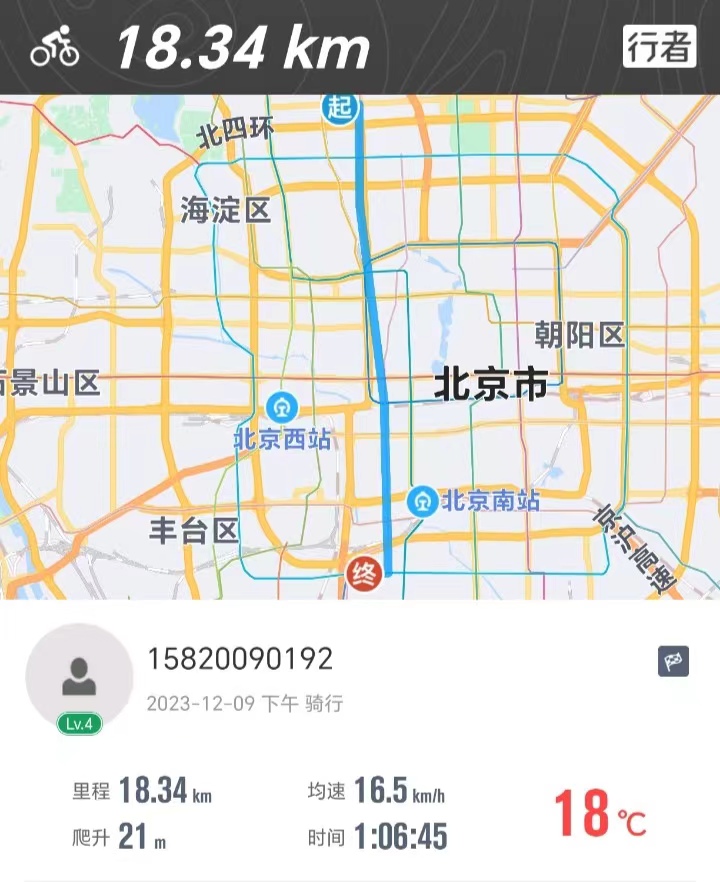 18.34 km
行者
起
北四环
海淀区
朝阳区
石景山区
北京市
北京西站
北京南站
丰台区
京沪高速
终
15820090192
2023-12-09 下午 骑行
Lv.4
里程 18.34 km 均速 16.5 km/h
爬升 21 m 时间 1:06:45
18 ℃